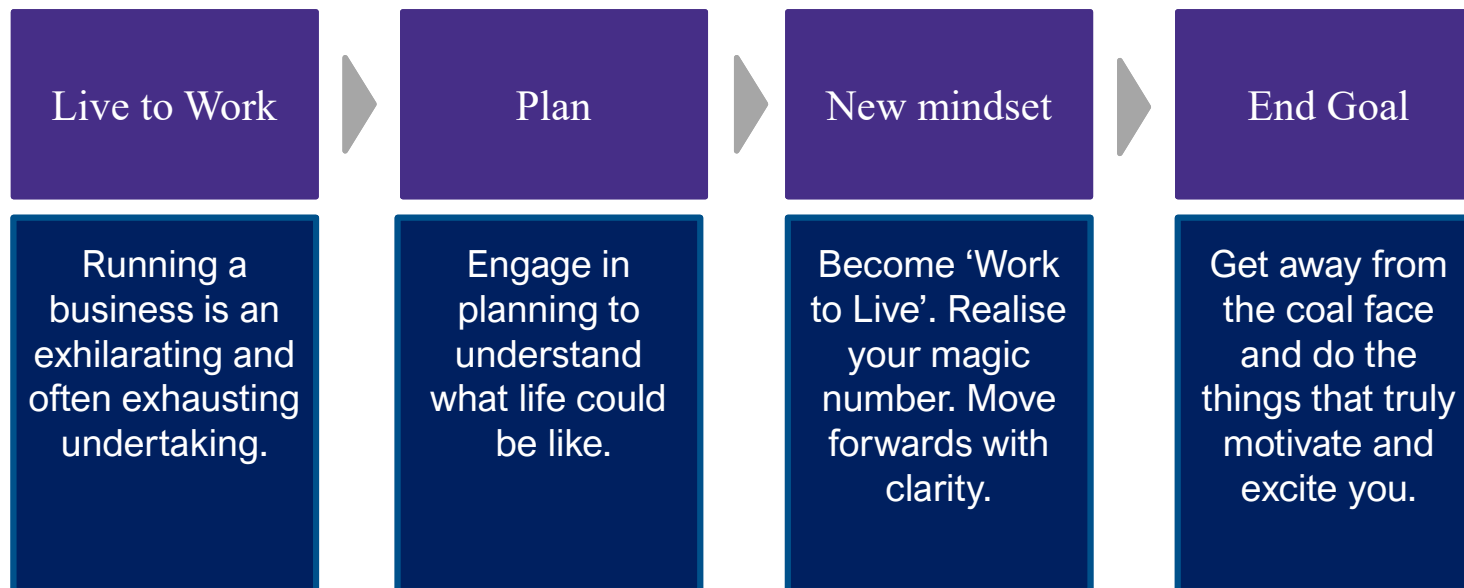 Live to Work
Plan
New mindset
End Goal
Running a
business is an
exhilarating and
often exhausting
undertaking.
Engage in
planning to
understand
what life could
be like.
Become ‘Work
to Live’. Realise
your magic
number. Move
forwards with
clarity.
Get away from
the coal face
and do the
things that truly
motivate and
excite you.